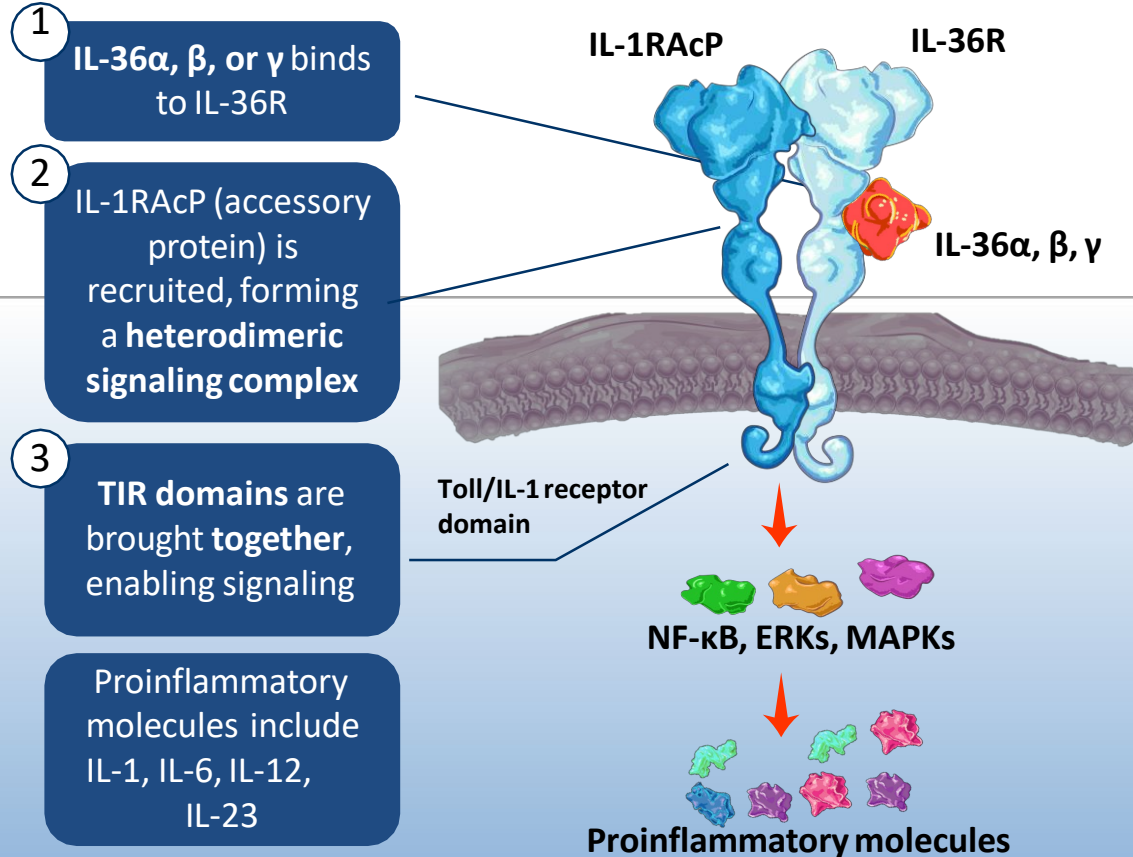 1
IL-36α, β, or γ binds
to IL-36R
2
IL-1RAcP (accessory
protein) is
recruited, forming
a heterodimeric
signaling complex
3
TIR domains are
brought together,
enabling signaling
Proinflammatory
molecules include
IL-1, IL-6, IL-12,
IL-23
IL-1RAcP
IL-36R
IL-36α, β, γ
Toll/IL-1 receptor
domain
NF-κB, ERKs, MAPKs
Proinflammatory molecules